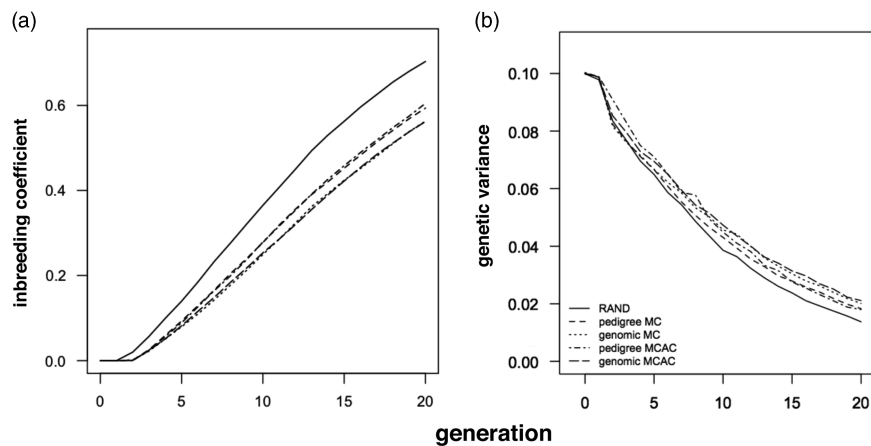 (a)
inbreeding coefficient
0.6
0.4
0.2
0.0
0 5 10 15 20
(b)
genetic variance
0.10
0.08
0.06
0.04
0.02
0.00
RAND
pedigree MC
genomic MC
pedigree MCAC
genomic MCAC
0 5 10 15 20
generation